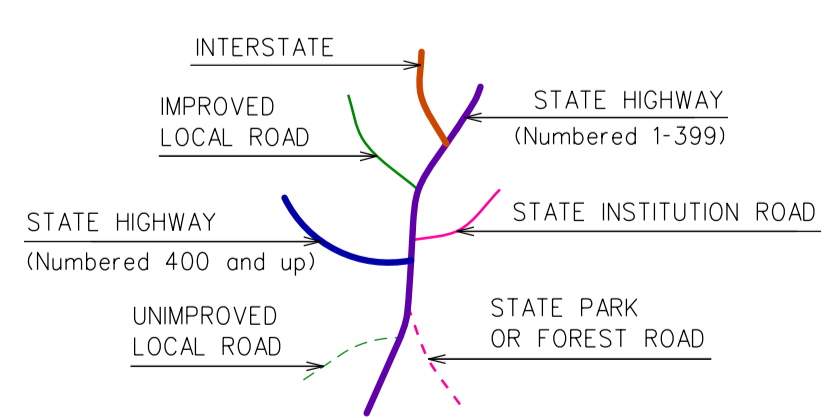 INTERSTATE
STATE HIGHWAY
(Numbered 1-399)
IMPROVED
LOCAL ROAD
STATE INSTITUTION ROAD
STATE HIGHWAY
(Numbered 400 and up)
UNIMPROVED
LOCAL ROAD
STATE PARK
OR FOREST ROAD